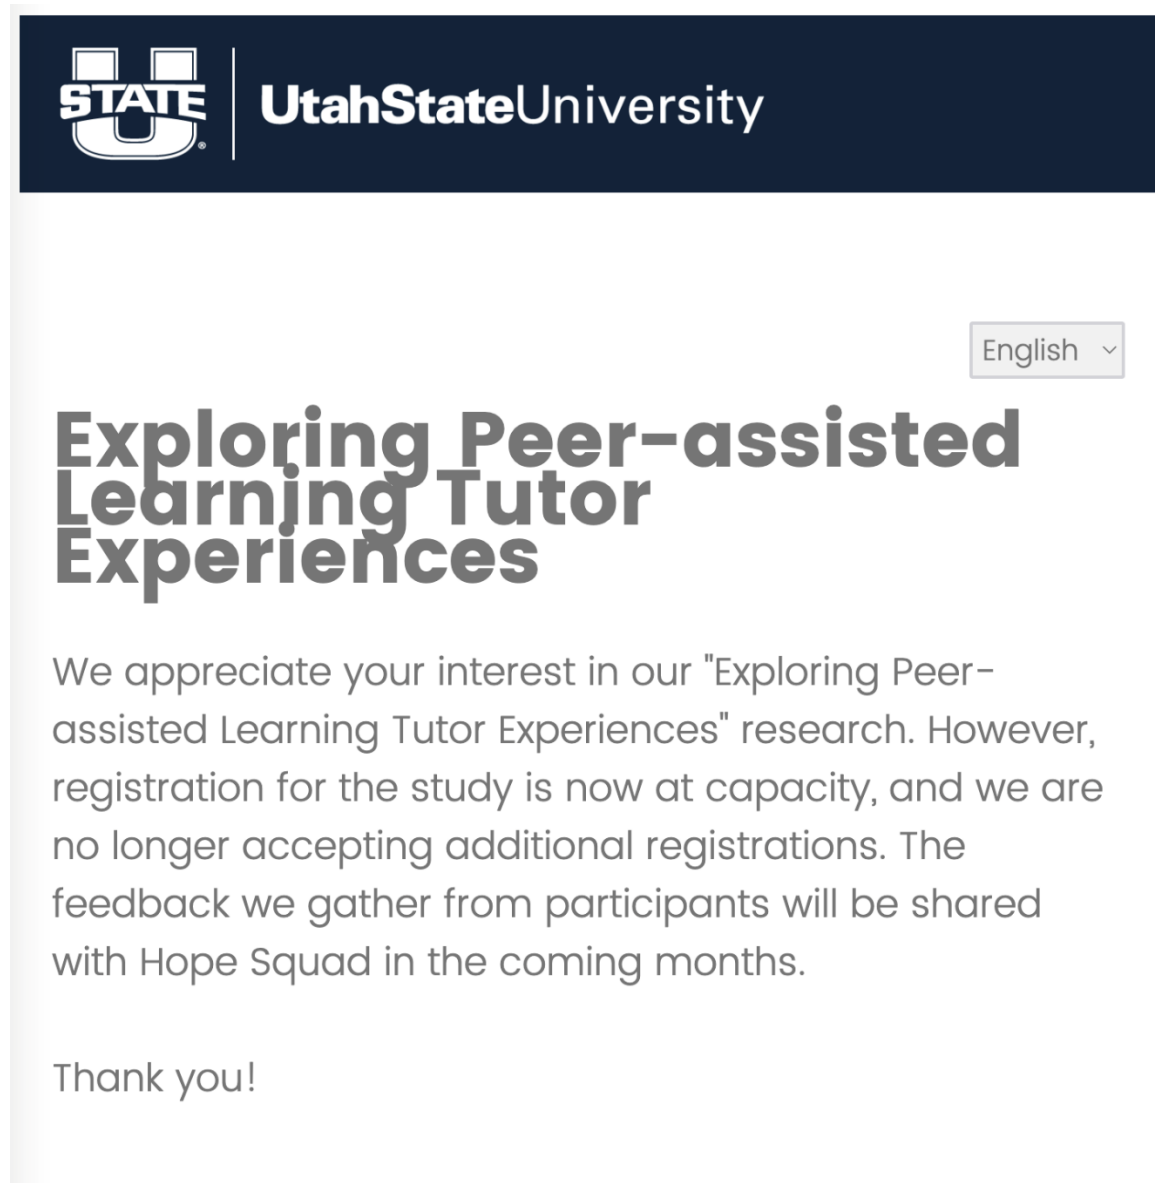 STATE
UtahStateUniversity
English
Exploring Peer-assisted
Learning Tutor
Experiences
We appreciate your interest in our "Exploring Peer-
assisted Learning Tutor Experiences" research. However,
registration for the study is now at capacity, and we are
no longer accepting additional registrations. The
feedback we gather from participants will be shared
with Hope Squad in the coming months.
Thank you!